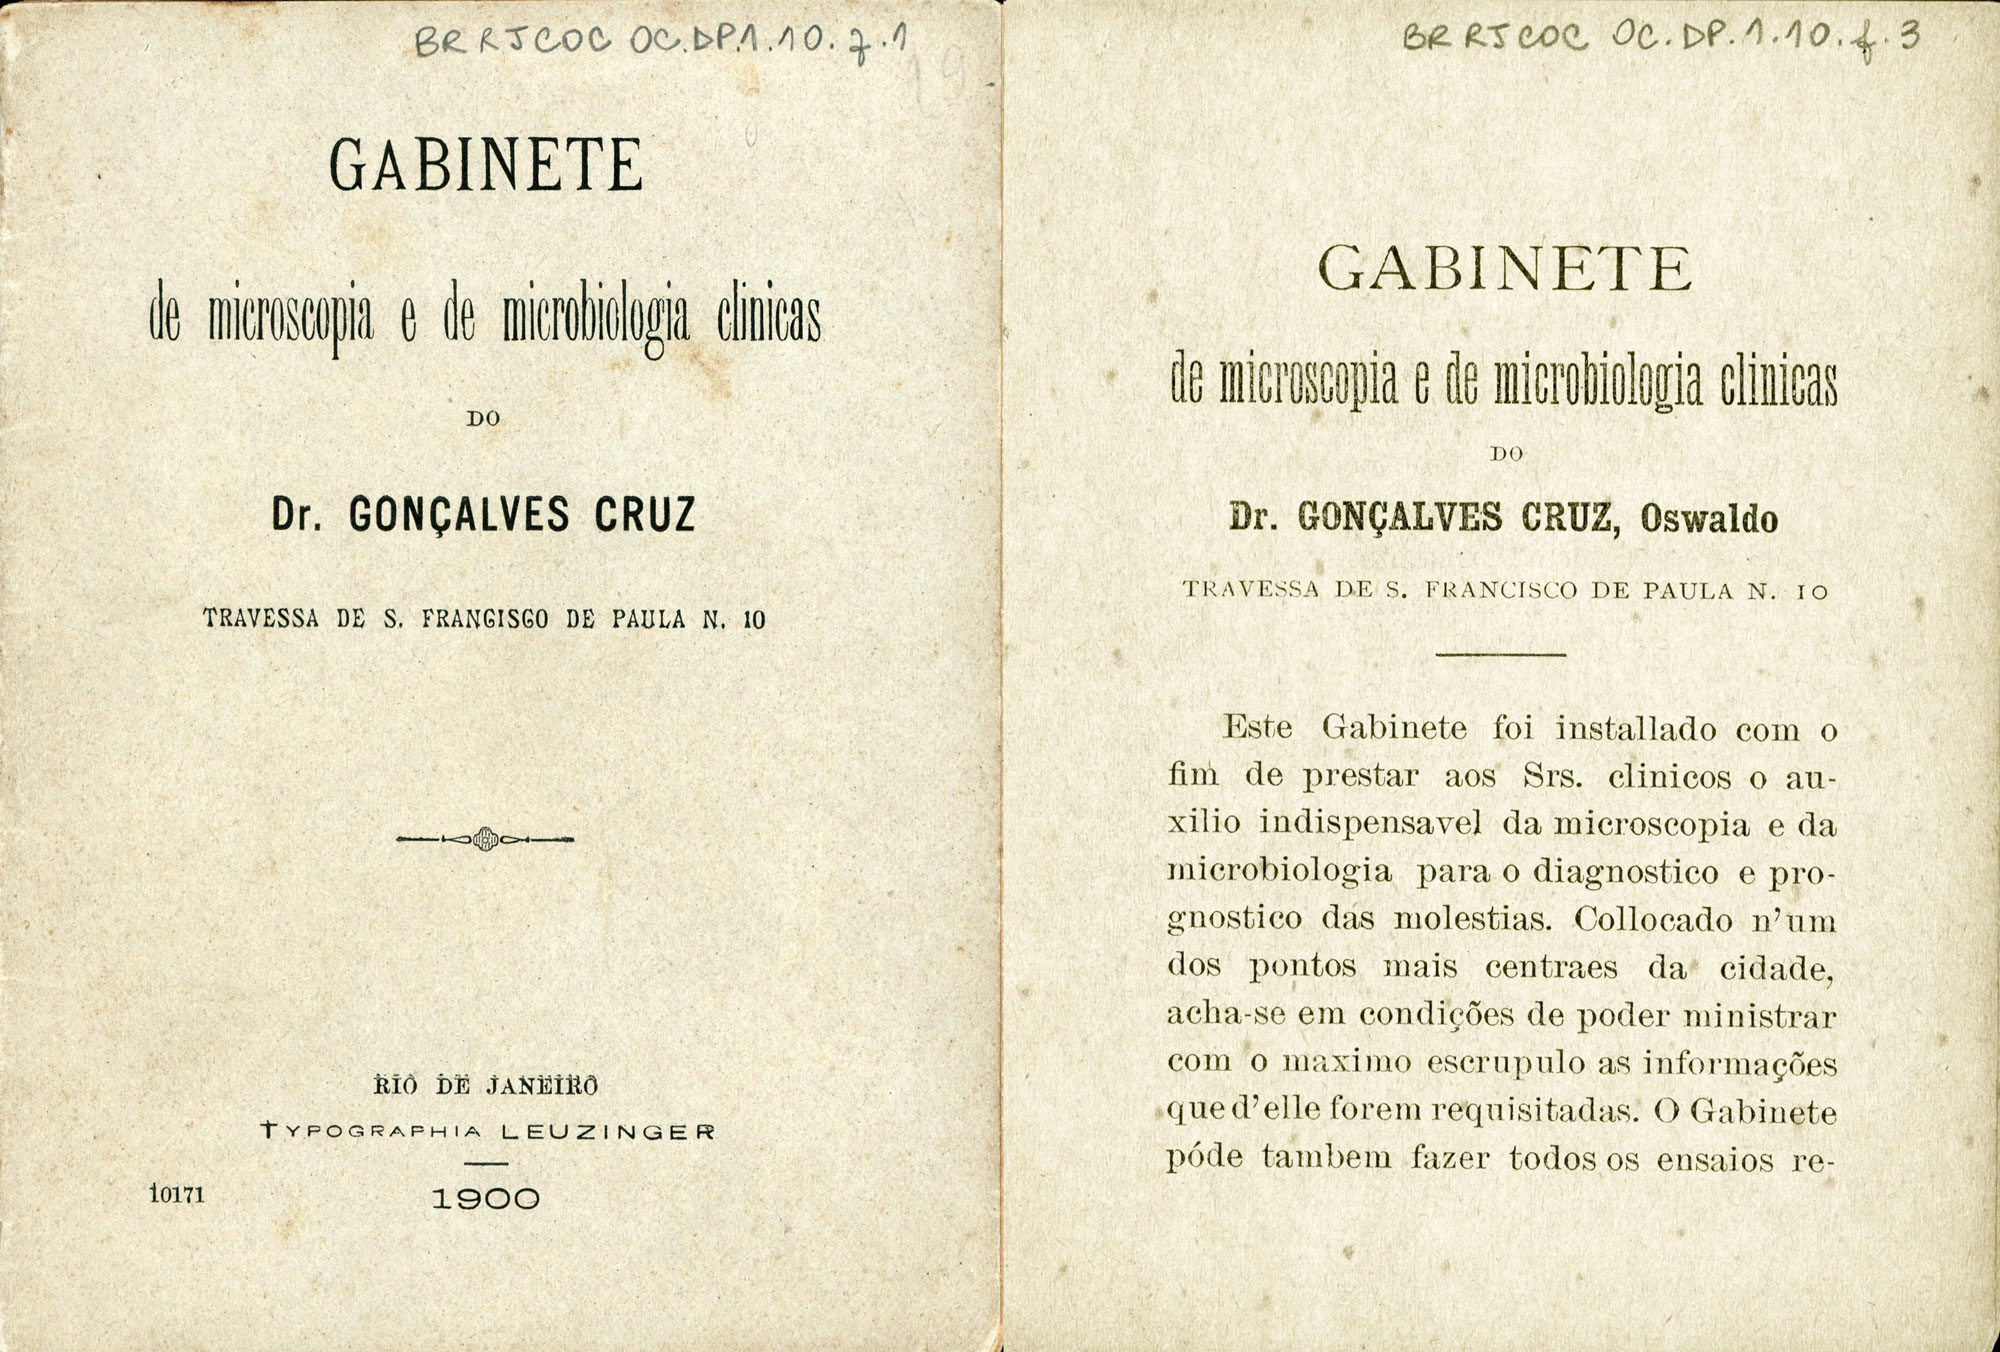 BR RJCOC OC.DP.1.10.f.1
GABINETE
de microscopia e de microbiologia clinicas
DO
Dr. GONÇALVES CRUZ
TRAVESSA DE S. FRANCISCO DE PAULA N. 10
RIO DE JANEIRO
TYPOGRAPHIA LEUZINGER
10171
1900
BR RJCOC OC.DP.1.10.f.3
GABINETE
de microscopia e de microbiologia clinicas
DO
Dr. GONÇALVES CRUZ, Oswaldo
TRAVESSA DE S. FRANCISCO DE PAULA N. 10
Este Gabinete foi installado com o
fim de prestar aos Srs. clinicos o au-
xilio indispensavel da microscopia e da
microbiologia para o diagnostico e pro-
gnostico das molestias. Collocado n'um
dos pontos mais centraes da cidade,
acha-se em condições de poder ministrar
com o maximo escrupulo as informações
que d'elle forem requisitadas. O Gabinete
póde tambem fazer todos os ensaios re-